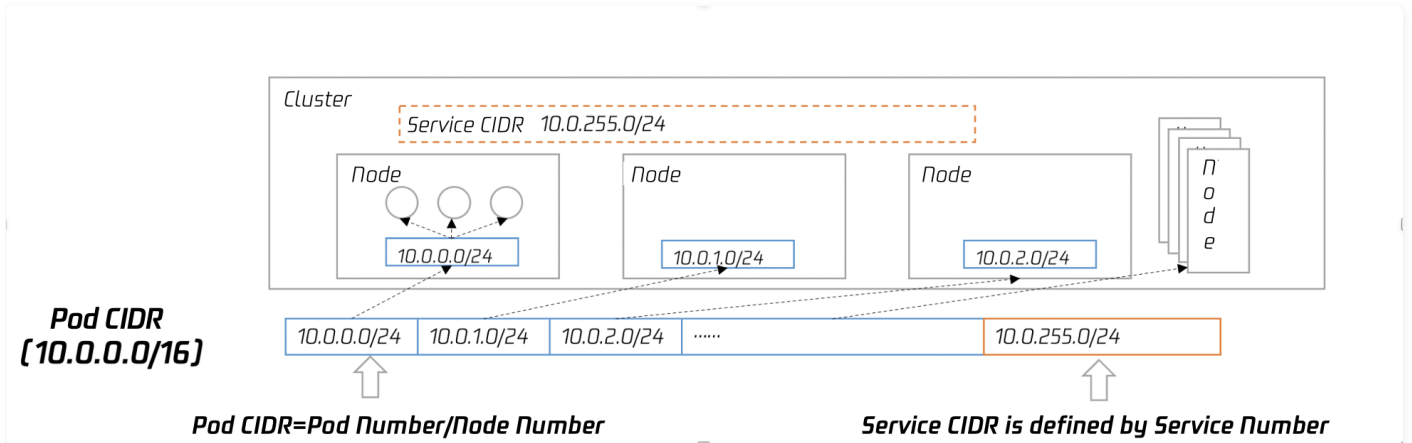 Cluster
Service CIDR 10.0.255.0/24
Node
Node
Node
Node
10.0.0.0/24
10.0.1.0/24
10.0.2.0/24
Pod CIDR
(10.0.0.0/16)
10.0.0.0/24
10.0.1.0/24
10.0.2.0/24
......
10.0.255.0/24
Pod CIDR=Pod Number/Node Number
Service CIDR is defined by Service Number